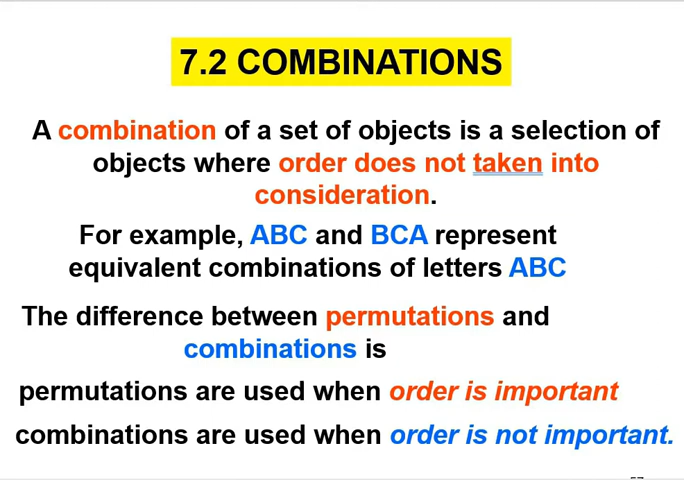 7.2 COMBINATIONS
A combination of a set of objects is a selection of
objects where order does not taken into
consideration.
For example, ABC and BCA represent
equivalent combinations of letters ABC
The difference between permutations and
combinations is
permutations are used when order is important
combinations are used when order is not important.